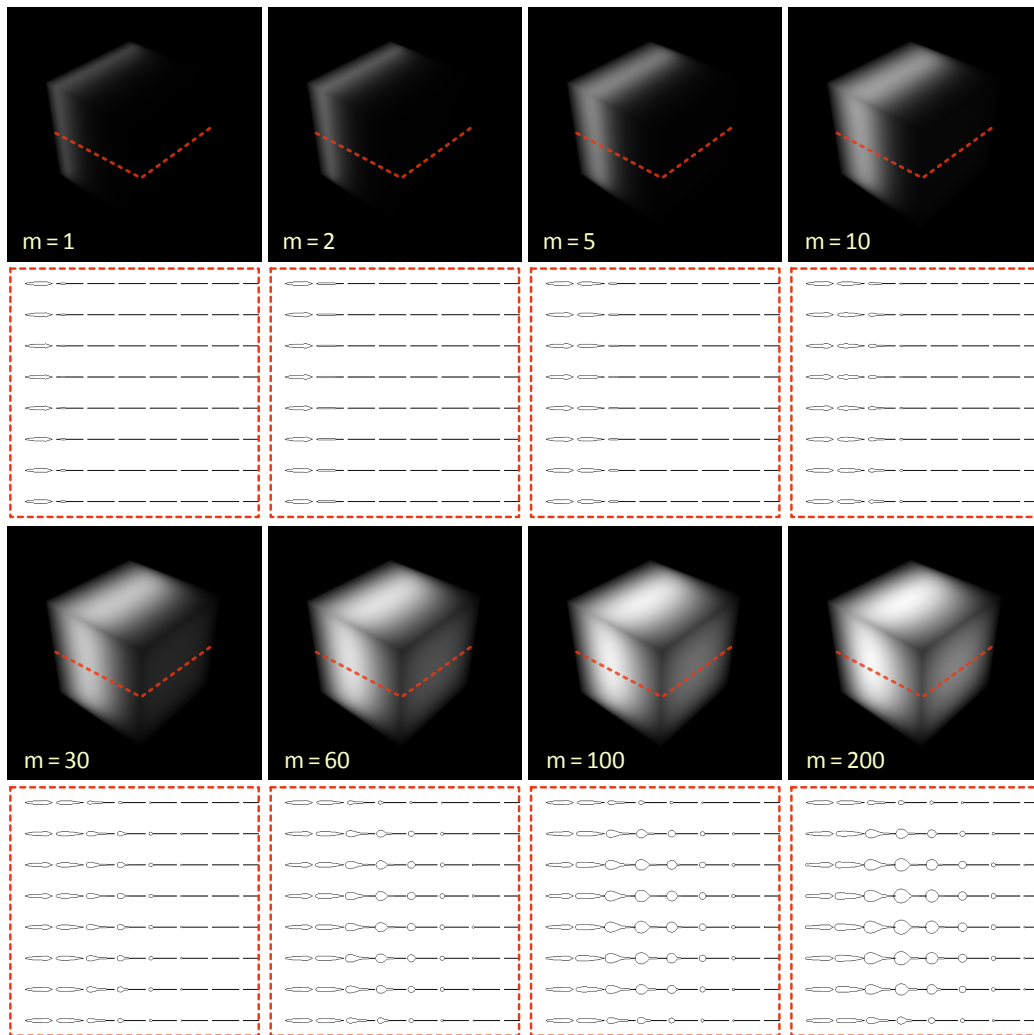 m = 1
m = 2
m = 5
m = 10
m = 30
m = 60
m = 100
m = 200